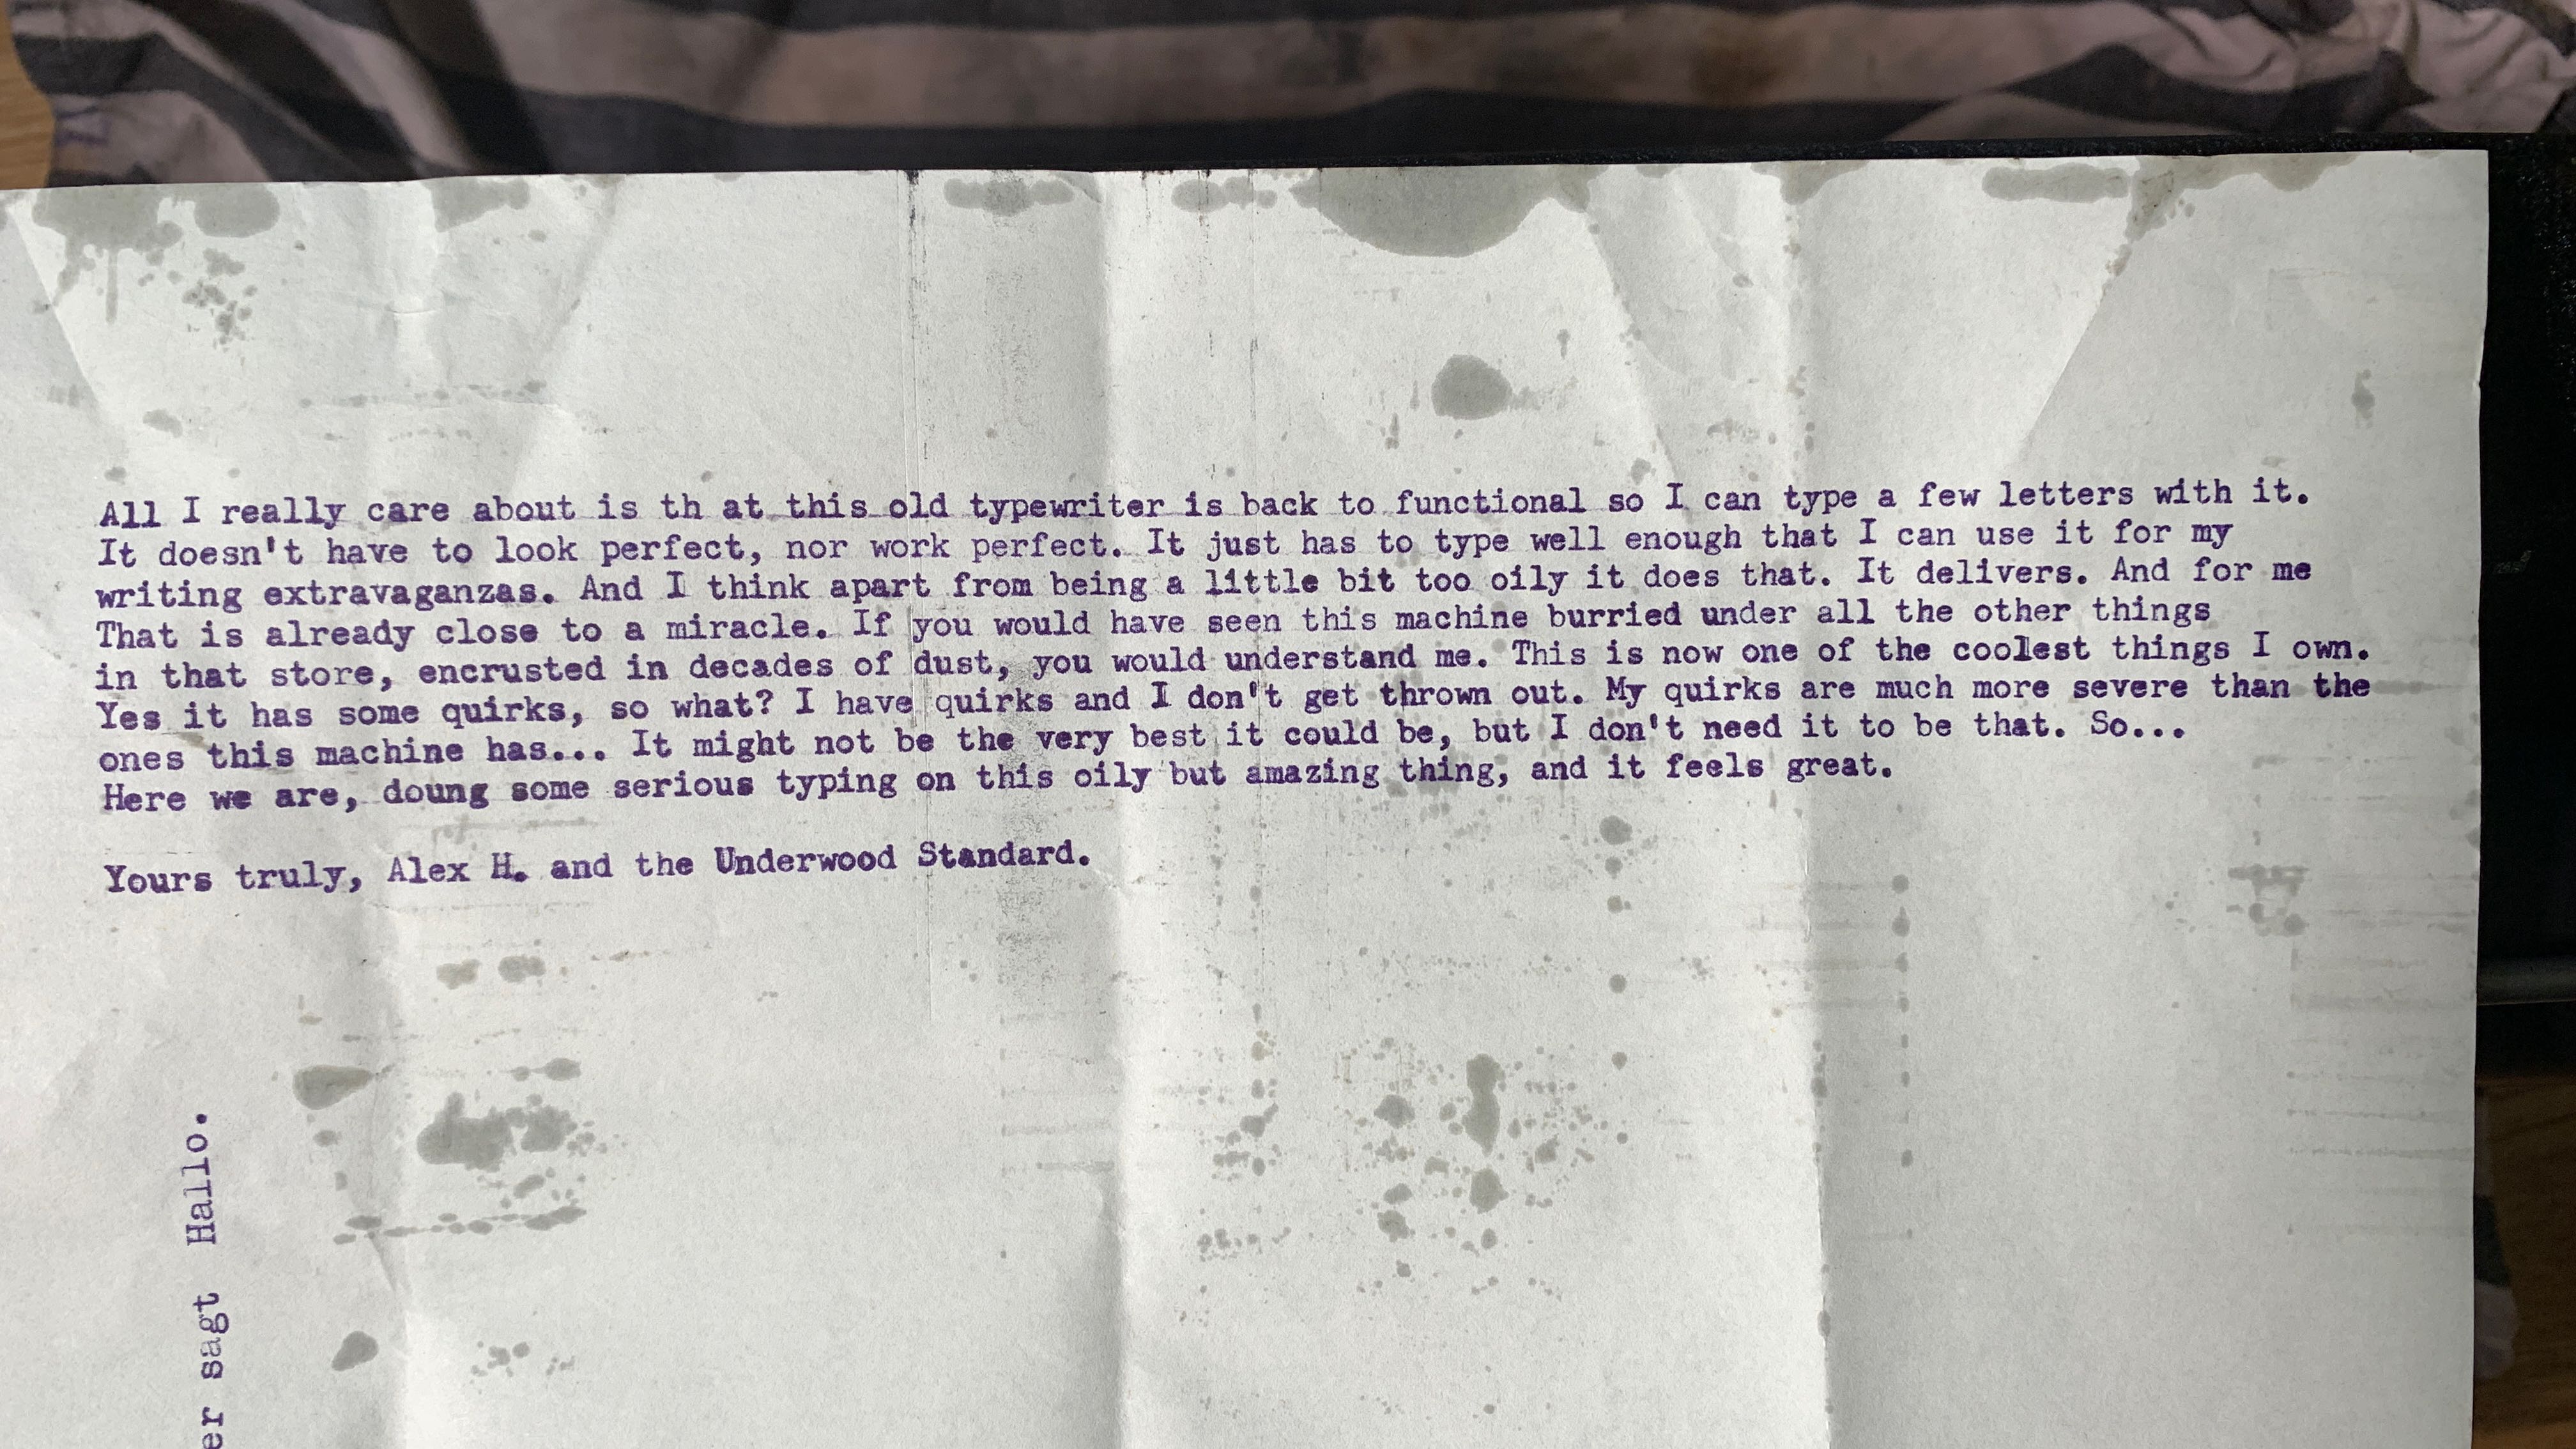 All I really care about is th at this old typewriter is back to functional so I can type a few letters with it.
It doesn't have to look perfect, nor work perfect. It just has to type well enough that I can use it for my
writing extravaganzas. And I think apart from being a little bit too oily it does that. It delivers. And for me
That is already close to a miracle. If you would have seen this machine burried under all the other things
in that store, encrusted in decades of dust, you would understand me. This is now one of the coolest things I own.
Yes it has some quirks, so what? I have quirks and I don't get thrown out. My quirks are much more severe than the
ones this machine has... It might not be the very best it could be, but I don't need it to be that. So...
Here we are, doung some serious typing on this oily but amazing thing, and it feels great.
Yours truly, Alex H. and the Underwood Standard.
er sagt Hallo.